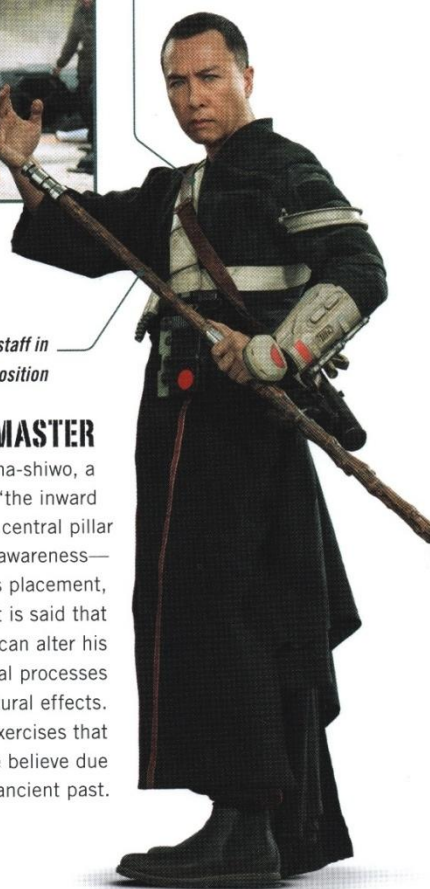 staff in
osition
MASTER
na-shiwo, a
"the inward
central pillar
awareness—
s placement,
t is said that
can alter his
al processes
ural effects.
xercises that
e believe due
ancient past.